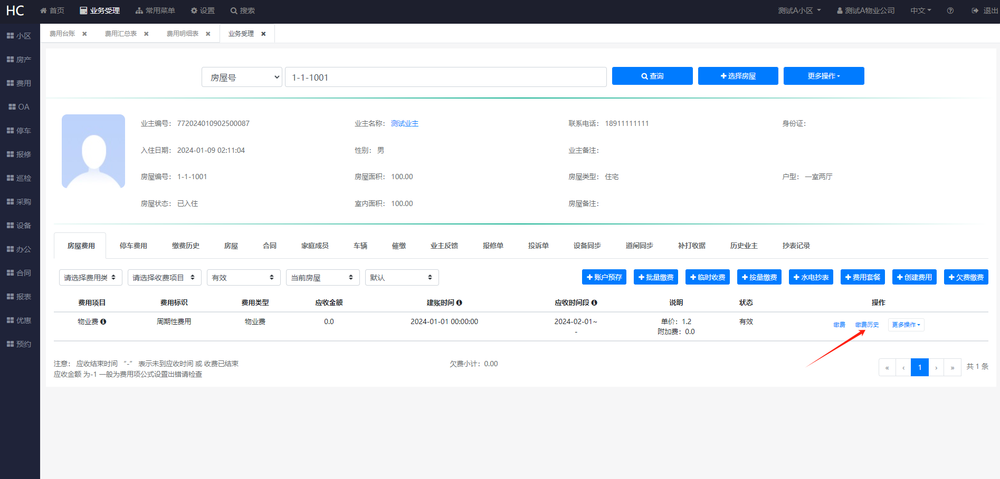 HC 首页 业务受理 常用菜单 设置 搜索 测试A小区 测试A物业公司 中文 退出
小区
房产
费用
OA
停车
报修
巡检
采购
设备
办公
合同
报表
优惠
预约
费用台账 费用汇总表 费用明细表 业务受理
房屋号 1-1-1001 查询 选择房屋 更多操作
业主编号： 772024010902500087 业主名称： 测试业主 联系电话： 18911111111 身份证：
入住日期： 2024-01-09 02:11:04 性别： 男 业主备注：
房屋编号： 1-1-1001 房屋面积： 100.00 房屋类型： 住宅 户型： 一室两厅
房屋状态： 已入住 室内面积： 100.00 房屋备注：
房屋费用 停车费用 缴费历史 房屋 合同 家庭成员 车辆 催缴 业主反馈 报修单 投诉单 设备同步 道闸同步 补打收据 历史业主 抄表记录
请选择费用类 请选择收费项目 有效 当前房屋 默认 账户预存 批量缴费 临时收费 按量缴费 水电抄表 费用套餐 创建费用 欠费缴费
费用项目 费用标识 费用类型 应收金额 建账时间 应收时间段 说明 状态 操作
物业费 周期性费用 物业费 0.0 2024-01-01 00:00:00 2024-02-01~ 单价：1.2 有效 缴费 缴费历史 更多操作
- 附加费：0.0
注意： 应收结束时间 “-” 表示未到应收时间 或 收费已结束 欠费小计：0.00 « ‹ 1 › » 共 1 条
应收金额 为-1 一般为费用项公式设置出错请检查